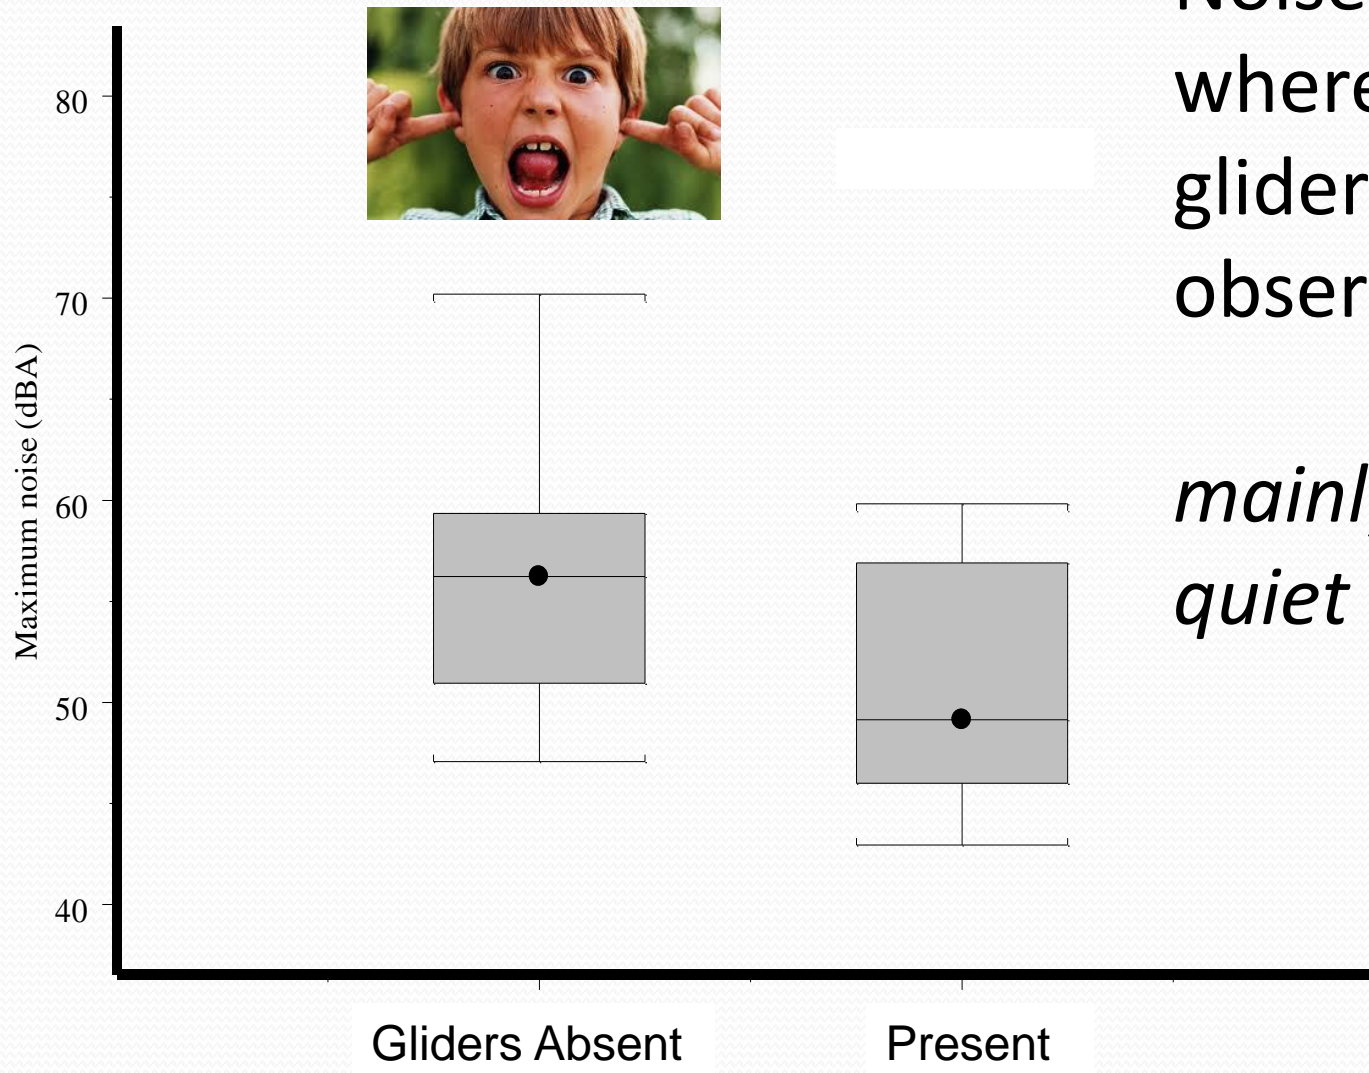 80
70
60
50
40
Maximum noise (dBA)
Gliders Absent
Present
where
glider
obser
mainl
quiet